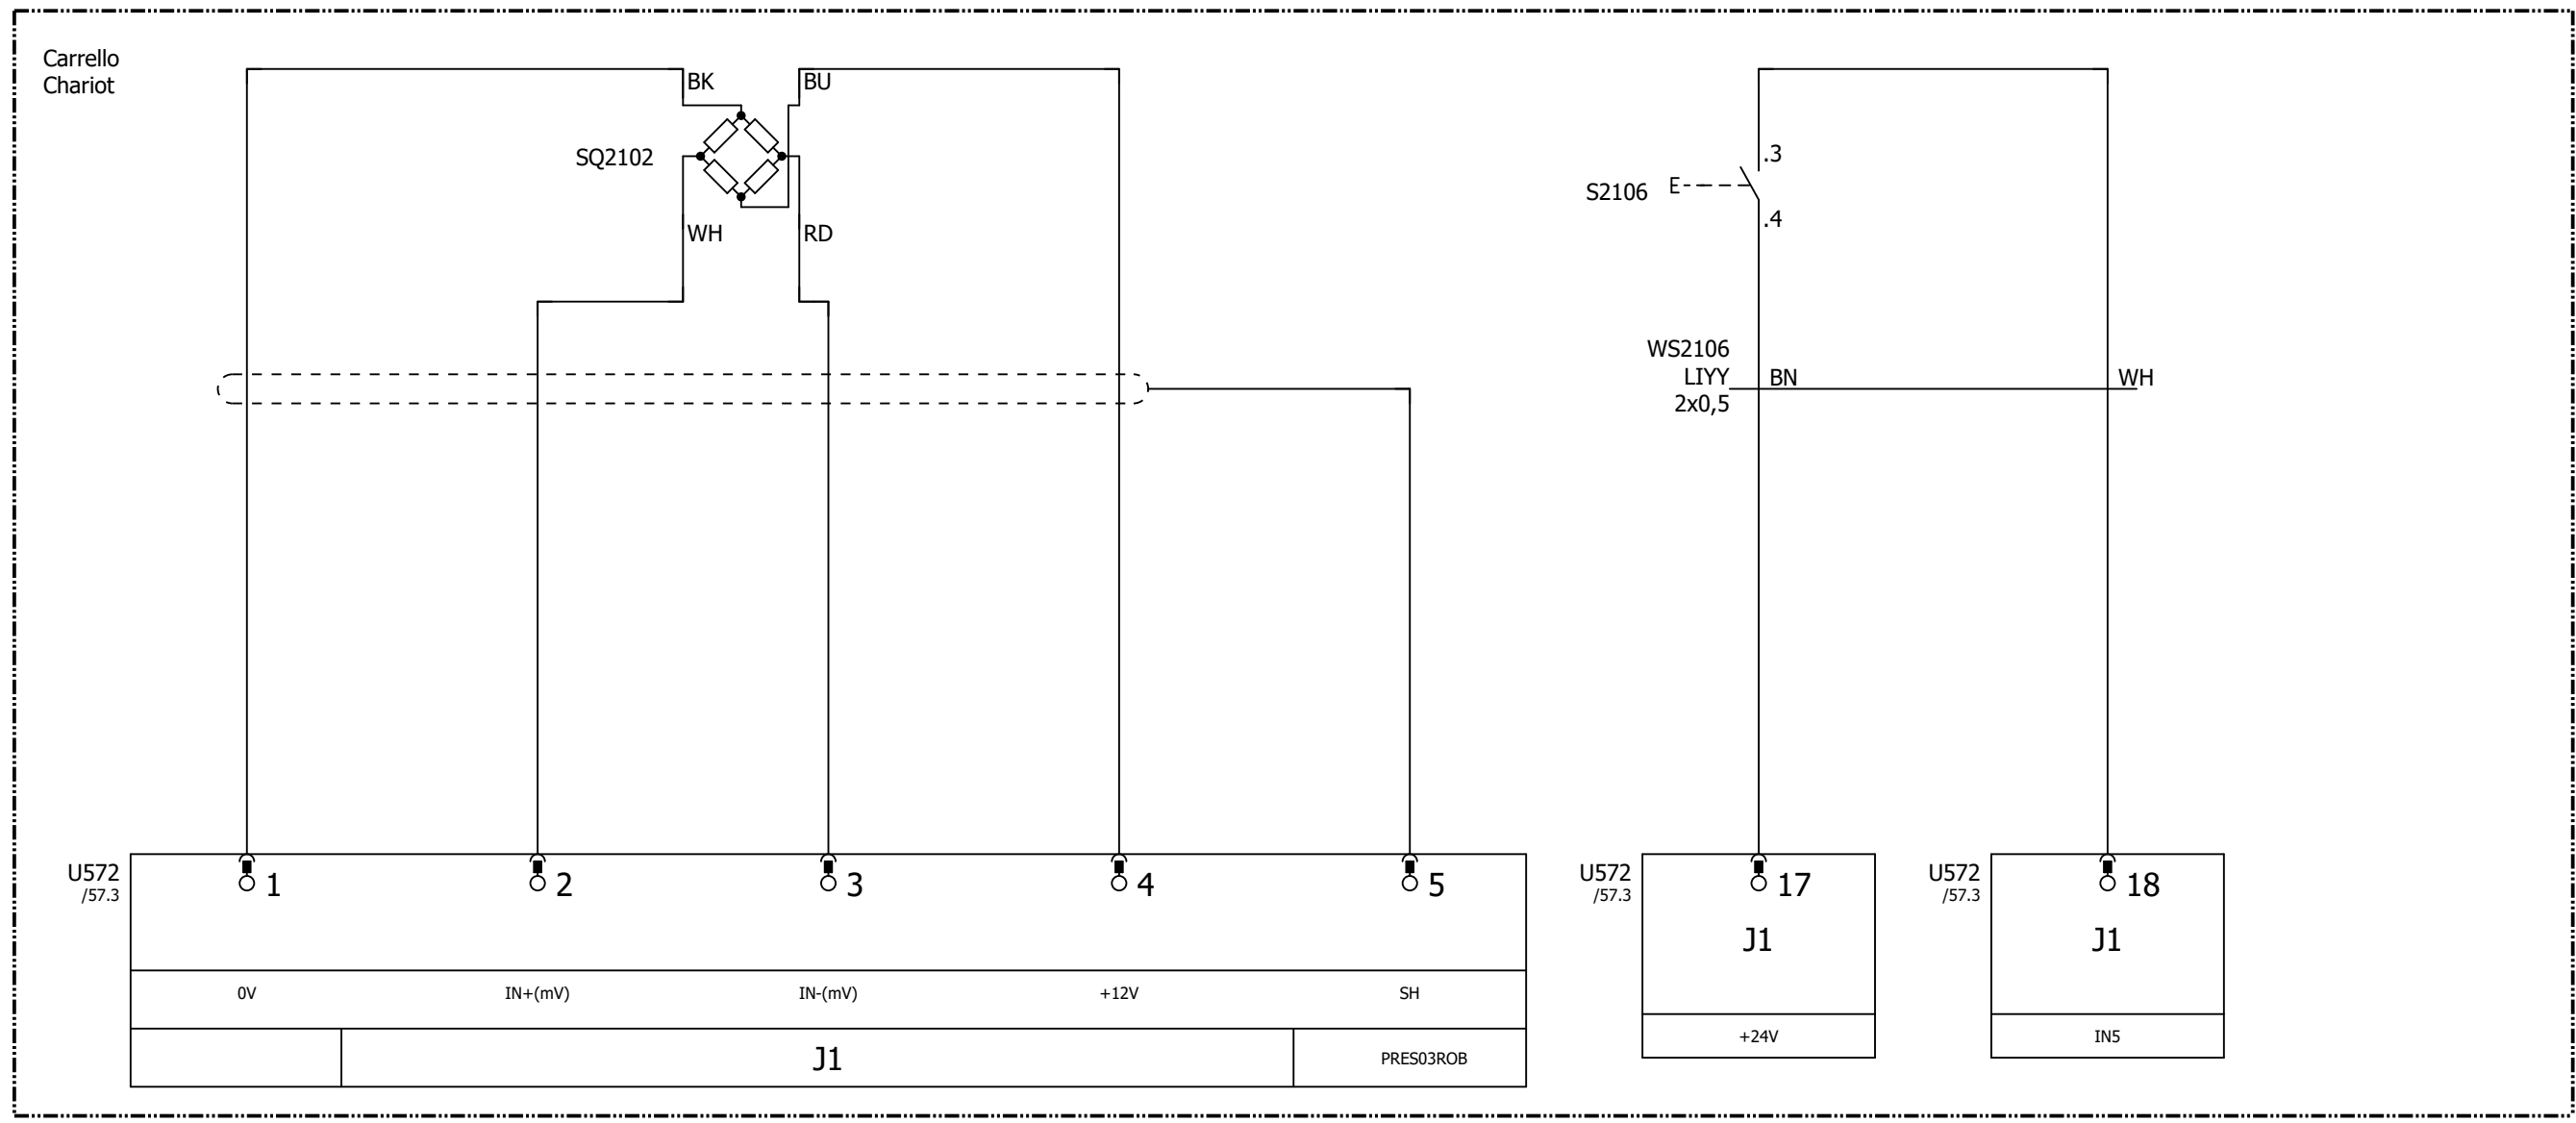 Carrello
Chariot
BK
BU
SQ2102
WH
RD
.3
S2106
E
.4
WS2106
LIYY
2x0,5
BN
WH
U572
/57.3
1
2
3
4
5
0V
IN+(mV)
IN-(mV)
+12V
SH
J1
PRES03ROB
U572
/57.3
17
J1
+24V
U572
/57.3
18
J1
IN5